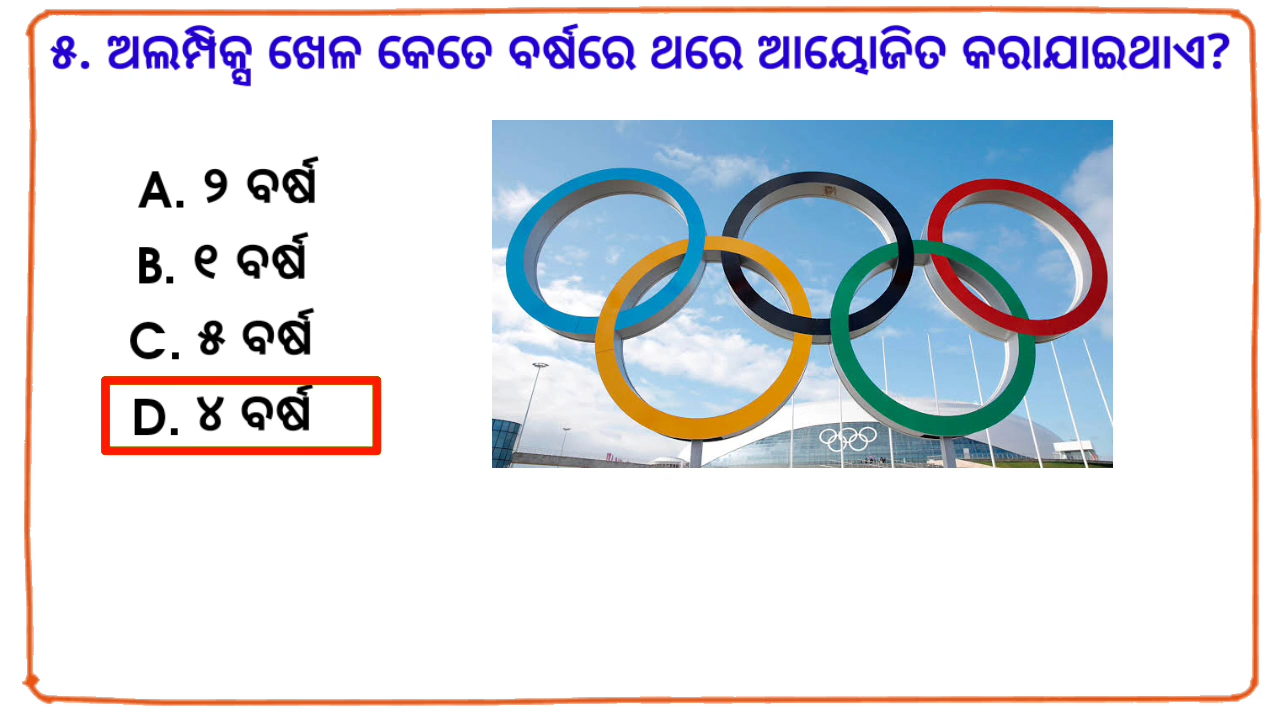 ୫. ଅଲମ୍ପିକ୍ସ ଖେଳ କେତେ ବର୍ଷରେ ଥରେ ଆୟୋଜିତ କରାଯାଇଥାଏ?
A. ୨ ବର୍ଷ
B. ୧ ବର୍ଷ
C. ୫ ବର୍ଷ
D. ୪ ବର୍ଷ